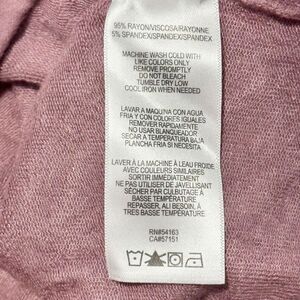 95% RAYON/VISCOSA/RAYONNE
5% SPANDEX/SPANDEX/SPANDEX
MACHINE WASH COLD WITH
LIKE COLORS ONLY
REMOVE PROMPTLY
DO NOT BLEACH
TUMBLE DRY LOW
COOL IRON WHEN NEEDED
LAVAR A MAQUINA CON AGUA
FRIA Y CON COLORES IGUALES
REMOVER RAPIDAMENTE
NO USAR BLANQUEADOR
SECAR A TEMPERATURA BAJA
PLANCHA FRIA SI NECESITA
LAVER À LA MACHINE À L'EAU FROIDE
AVEC COULEURS SIMILAIRES
SORTIR IMMÉDIATEMENT
NE PAS UTILISER DE JAVELLISANT
SÉCHER PAR CULBUTAGE À
BASSE TEMPÉRATURE
REPASSER, AU BESOIN, À
TRES BASSE TEMPÉRATURE
RN#54163
CA#57151